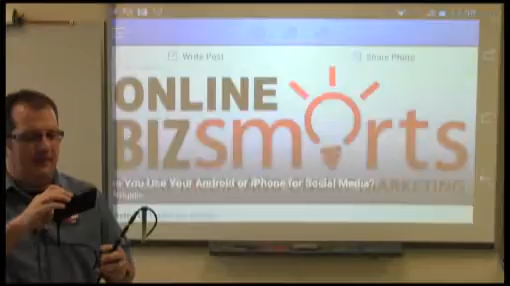 Write Post
Share Photo
ONLINE
BIZSmarts
MARKETING
You Use Your Android or iPhone for Social Media?